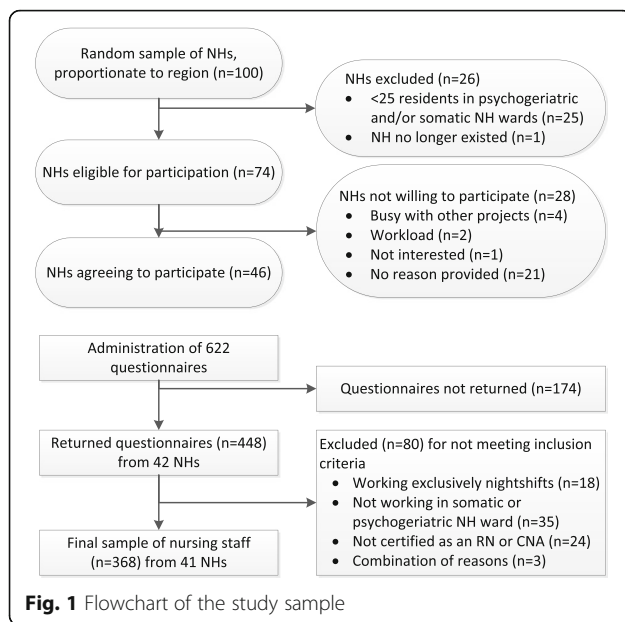 Random sample of NHs,
proportionate to region (n=100)
NHs excluded (n=26)
• <25 residents in psychogeriatric
and/or somatic NH wards (n=25)
• NH no longer existed (n=1)
NHs eligible for participation (n=74)
NHs not willing to participate (n=28)
• Busy with other projects (n=4)
• Workload (n=2)
• Not interested (n=1)
• No reason provided (n=21)
NHs agreeing to participate (n=46)
Administration of 622
questionnaires
Questionnaires not returned (n=174)
Returned questionnaires (n=448)
from 42 NHs
Excluded (n=80) for not meeting inclusion
criteria
• Working exclusively nightshifts (n=18)
• Not working in somatic or
psychogeriatric NH ward (n=35)
• Not certified as an RN or CNA (n=24)
• Combination of reasons (n=3)
Final sample of nursing staff
(n=368) from 41 NHs
Fig. 1 Flowchart of the study sample